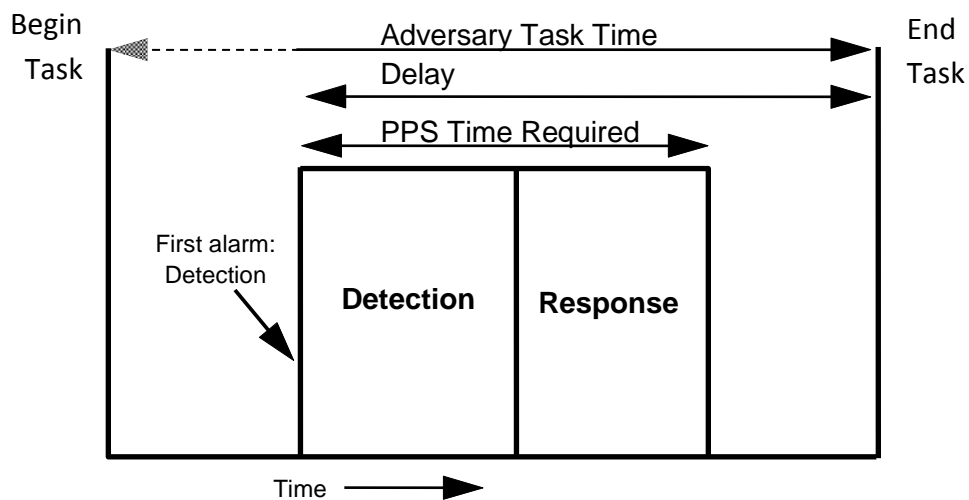 Begin
Task
Adversary Task Time
End
Task
Delay
PPS Time Required
First alarm:
Detection
Detection
Response
Time